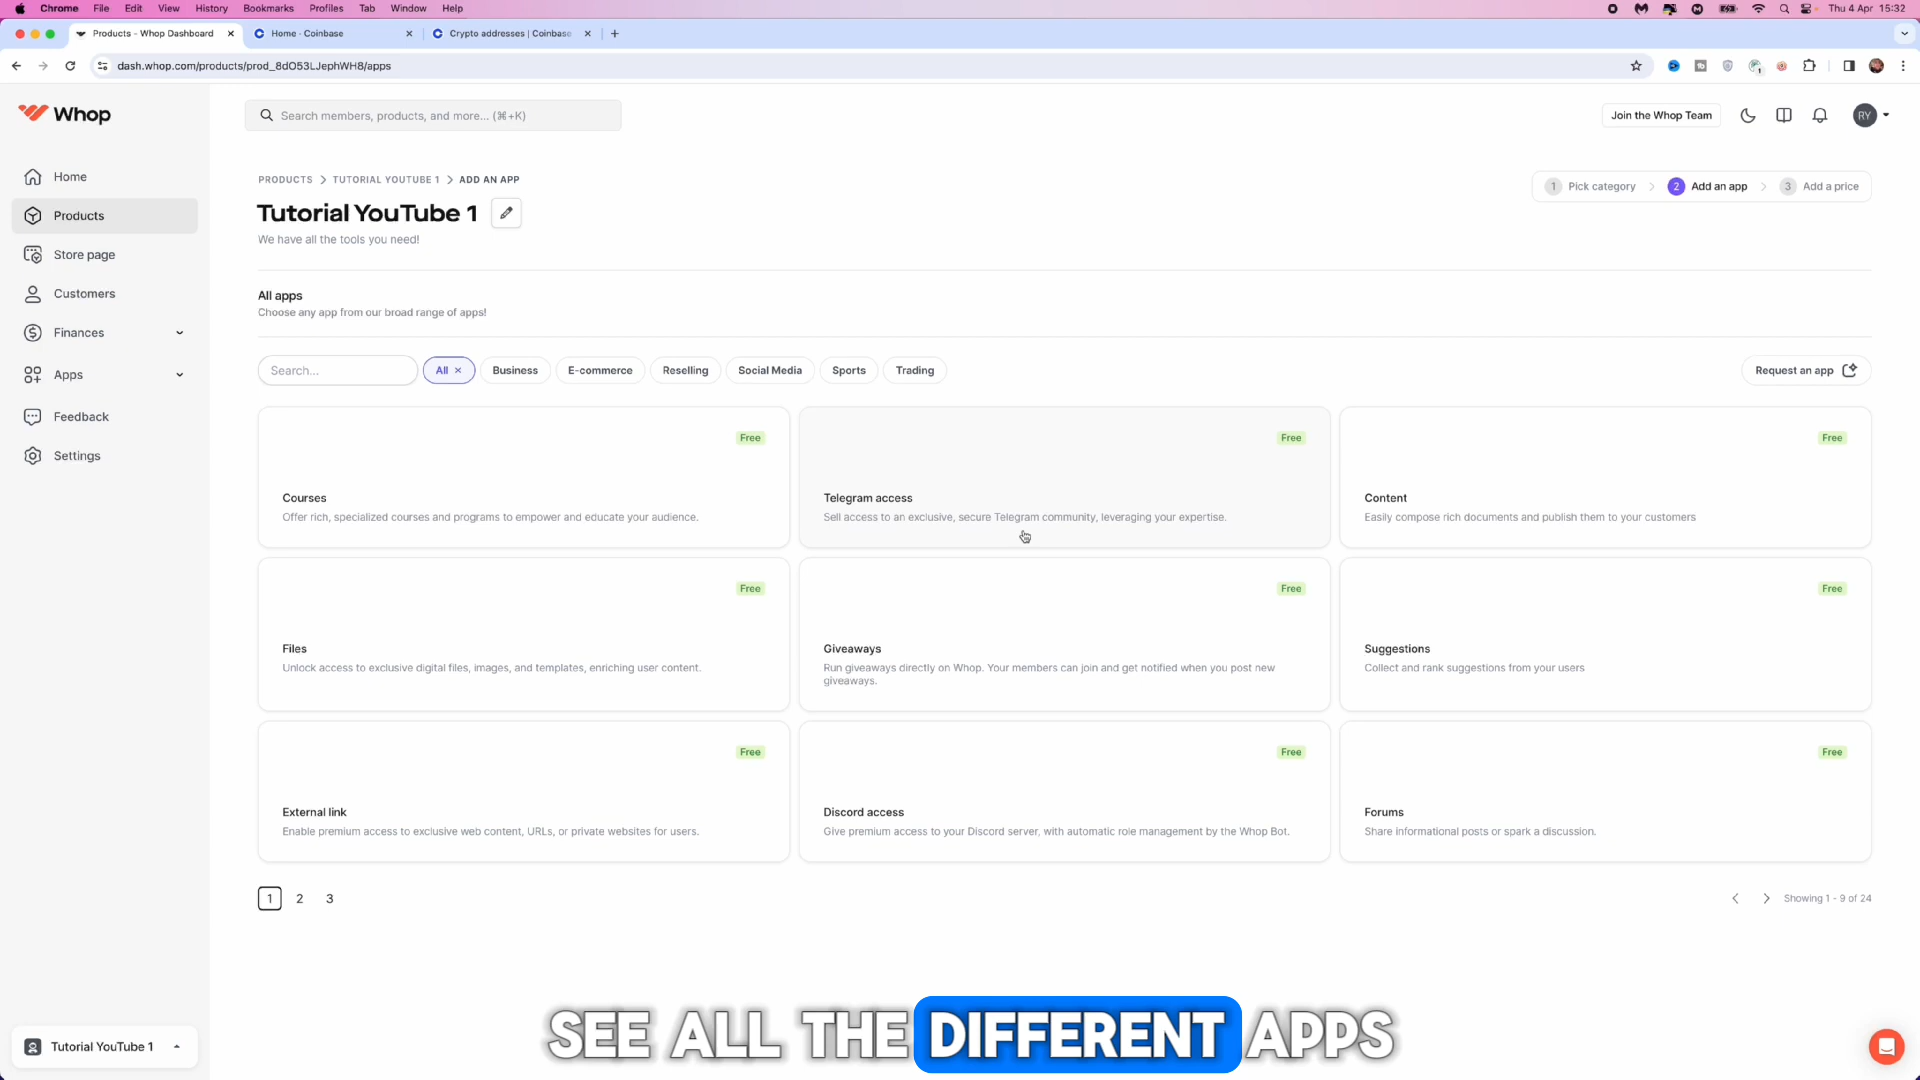 Chrome File Edit View History Bookmarks Profiles Tab Window Help Thu 4 Apr 15:32
Products - Whop Dashboard Home - Coinbase Crypto addresses | Coinbase
dash.whop.com/products/prod_8dO53LJephWH8/apps
Whop
Search members, products, and more... (⌘+K)
Join the Whop Team
RY
Home
Products
Store page
Customers
Finances
Apps
Feedback
Settings
PRODUCTS > TUTORIAL YOUTUBE 1 > ADD AN APP
1 Pick category > 2 Add an app > 3 Add a price
Tutorial YouTube 1
We have all the tools you need!
All apps
Choose any app from our broad range of apps!
Search... All × Business E-commerce Reselling Social Media Sports Trading Request an app
Free
Courses
Offer rich, specialized courses and programs to empower and educate your audience.
Free
Telegram access
Sell access to an exclusive, secure Telegram community, leveraging your expertise.
Free
Content
Easily compose rich documents and publish them to your customers
Free
Files
Unlock access to exclusive digital files, images, and templates, enriching user content.
Free
Giveaways
Run giveaways directly on Whop. Your members can join and get notified when you post new
giveaways.
Free
Suggestions
Collect and rank suggestions from your users
Free
External link
Enable premium access to exclusive web content, URLs, or private websites for users.
Free
Discord access
Give premium access to your Discord server, with automatic role management by the Whop Bot.
Free
Forums
Share informational posts or spark a discussion.
1 2 3
Showing 1 - 9 of 24
Tutorial YouTube 1
SEE ALL THE DIFFERENT APPS